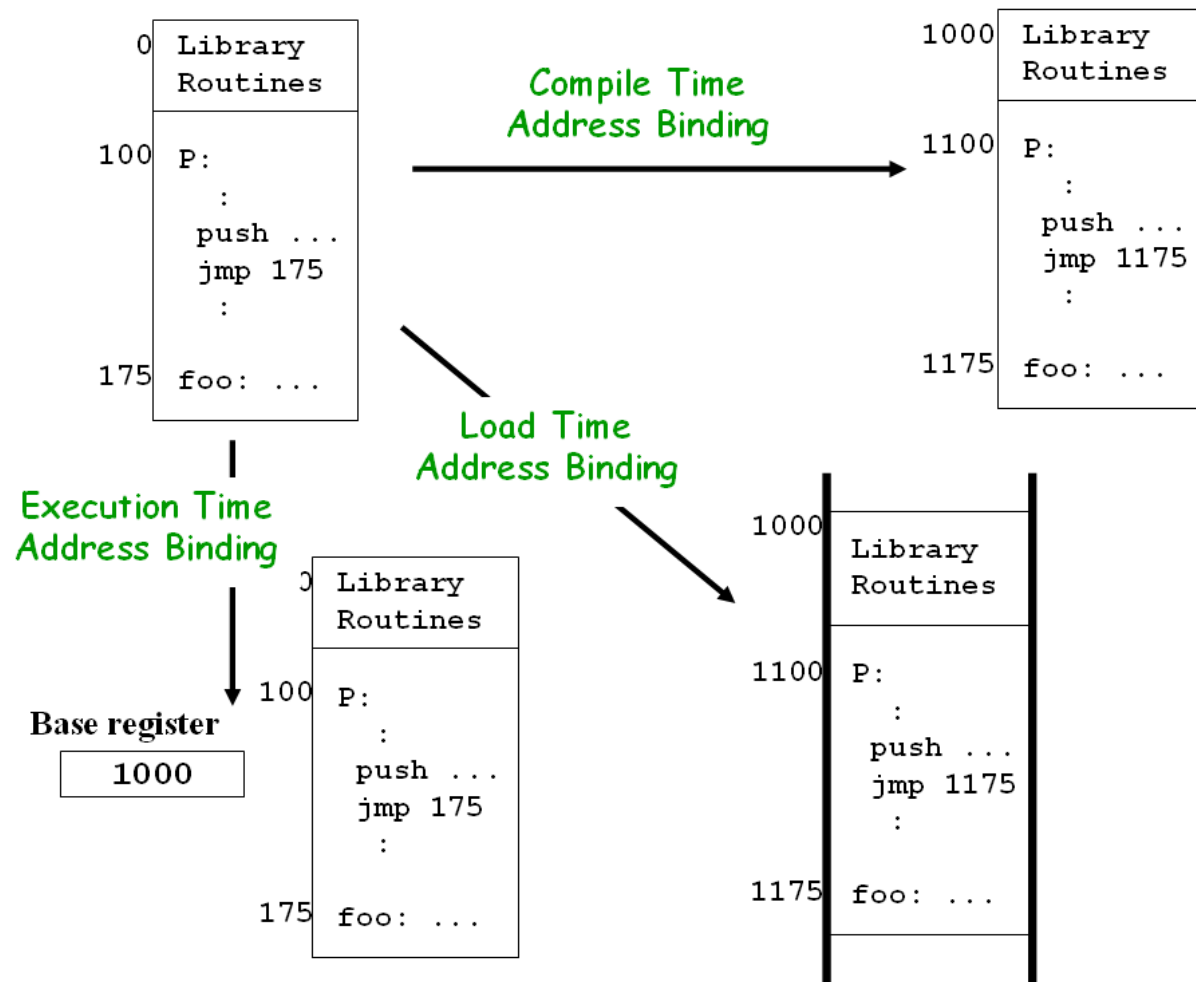 0 Library
Routines
100 P:
:
push ...
jmp 175
:
175 foo: ...
Compile Time
Address Binding
1000 Library
Routines
1100 P:
:
push ...
jmp 1175
:
1175 foo: ...
Load Time
Address Binding
Execution Time
Address Binding
Base register
1000
0 Library
Routines
100 P:
:
push ...
jmp 175
:
175 foo: ...
1000
Library
Routines
1100 P:
:
push ...
jmp 1175
:
1175 foo: ...